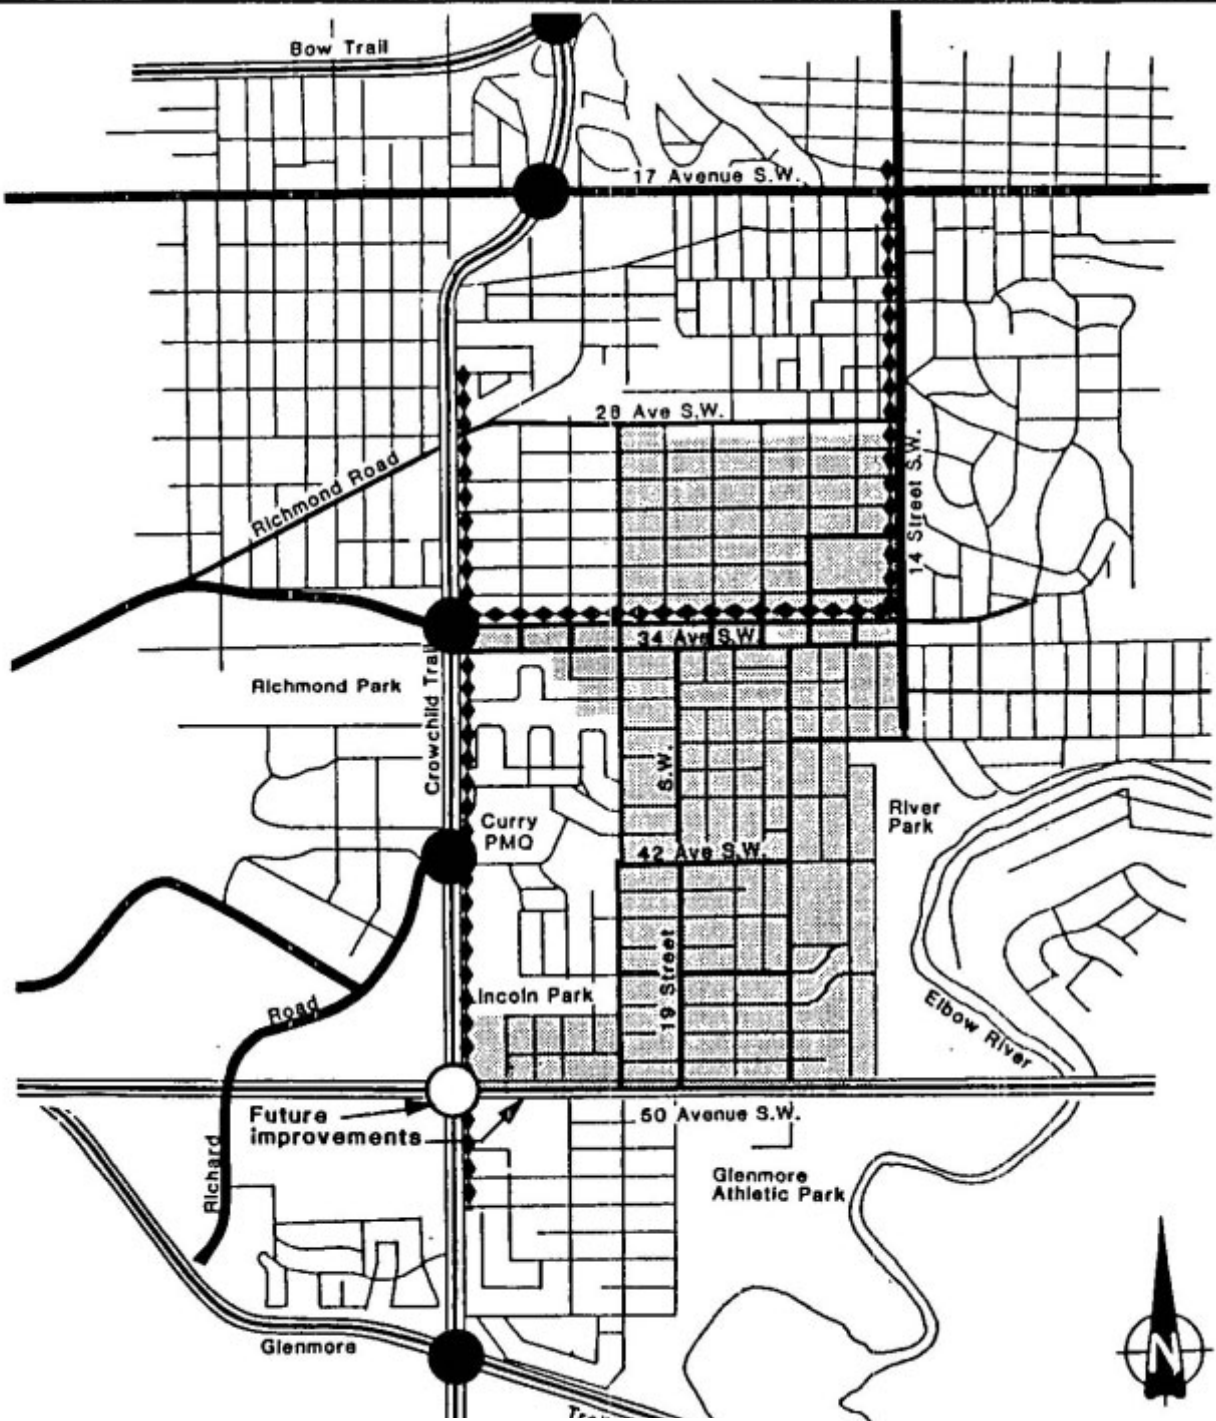 Bow Trail
17 Avenue S.W.
28 Ave S.W.
Richmond Road
14 Street S.W.
34 Ave S.W.
Richmond Park
Crowchild Trail
S.W.
River
Park
Curry
PMQ
42 Ave S.W.
19 Street
incoln Park
Road
Elbow River
Future
improvements
50 Avenue S.W.
Richard
Glenmore
Athletic Park
Glenmore
N